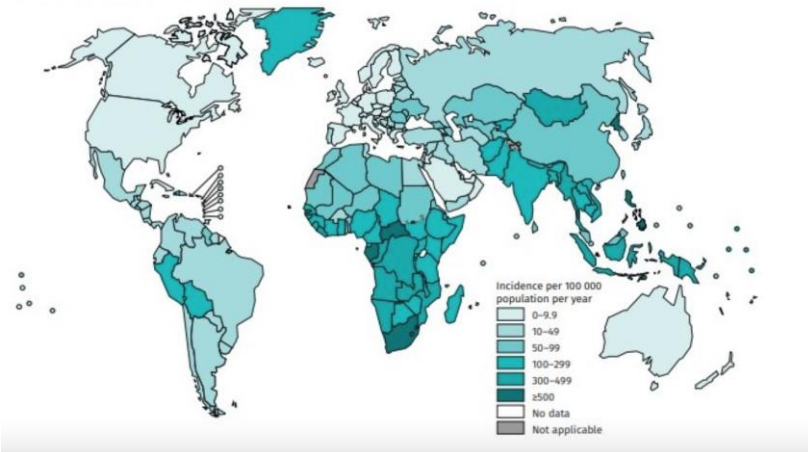 Incidence per 100 000
population per year
0–9.9
10–49
50–99
100–299
300–499
≥500
No data
Not applicable